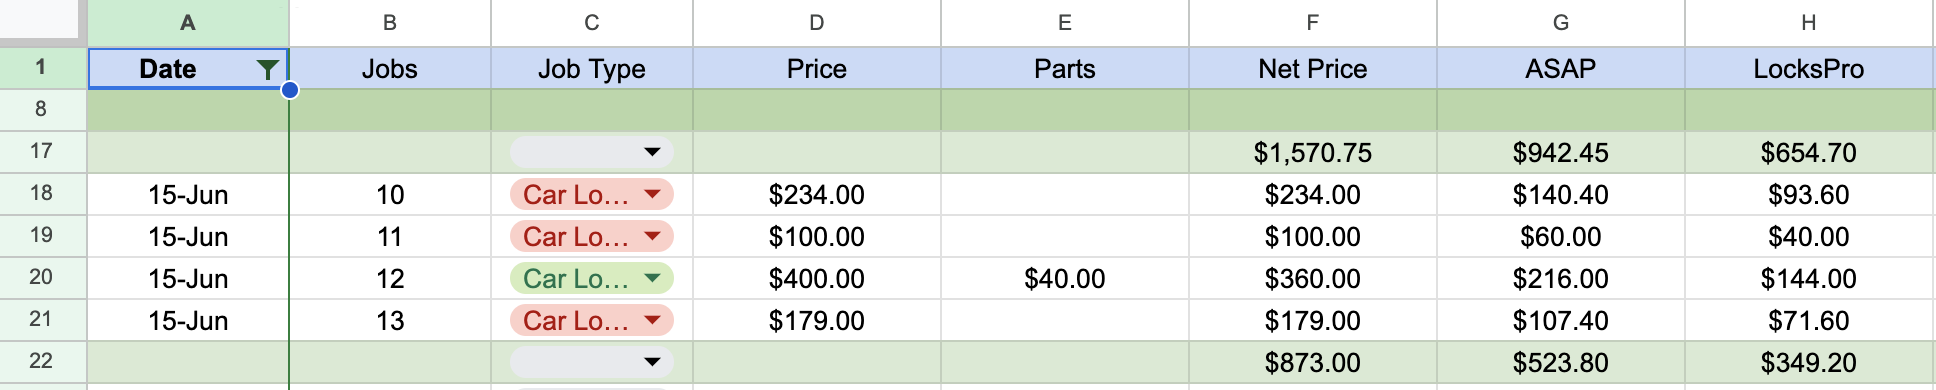 A B C D E F G H
1 Date Jobs Job Type Price Parts Net Price ASAP LocksPro
8
17 $1,570.75 $942.45 $654.70
18 15-Jun 10 Car Lo... $234.00 $234.00 $140.40 $93.60
19 15-Jun 11 Car Lo... $100.00 $100.00 $60.00 $40.00
20 15-Jun 12 Car Lo... $400.00 $40.00 $360.00 $216.00 $144.00
21 15-Jun 13 Car Lo... $179.00 $179.00 $107.40 $71.60
22 $873.00 $523.80 $349.20